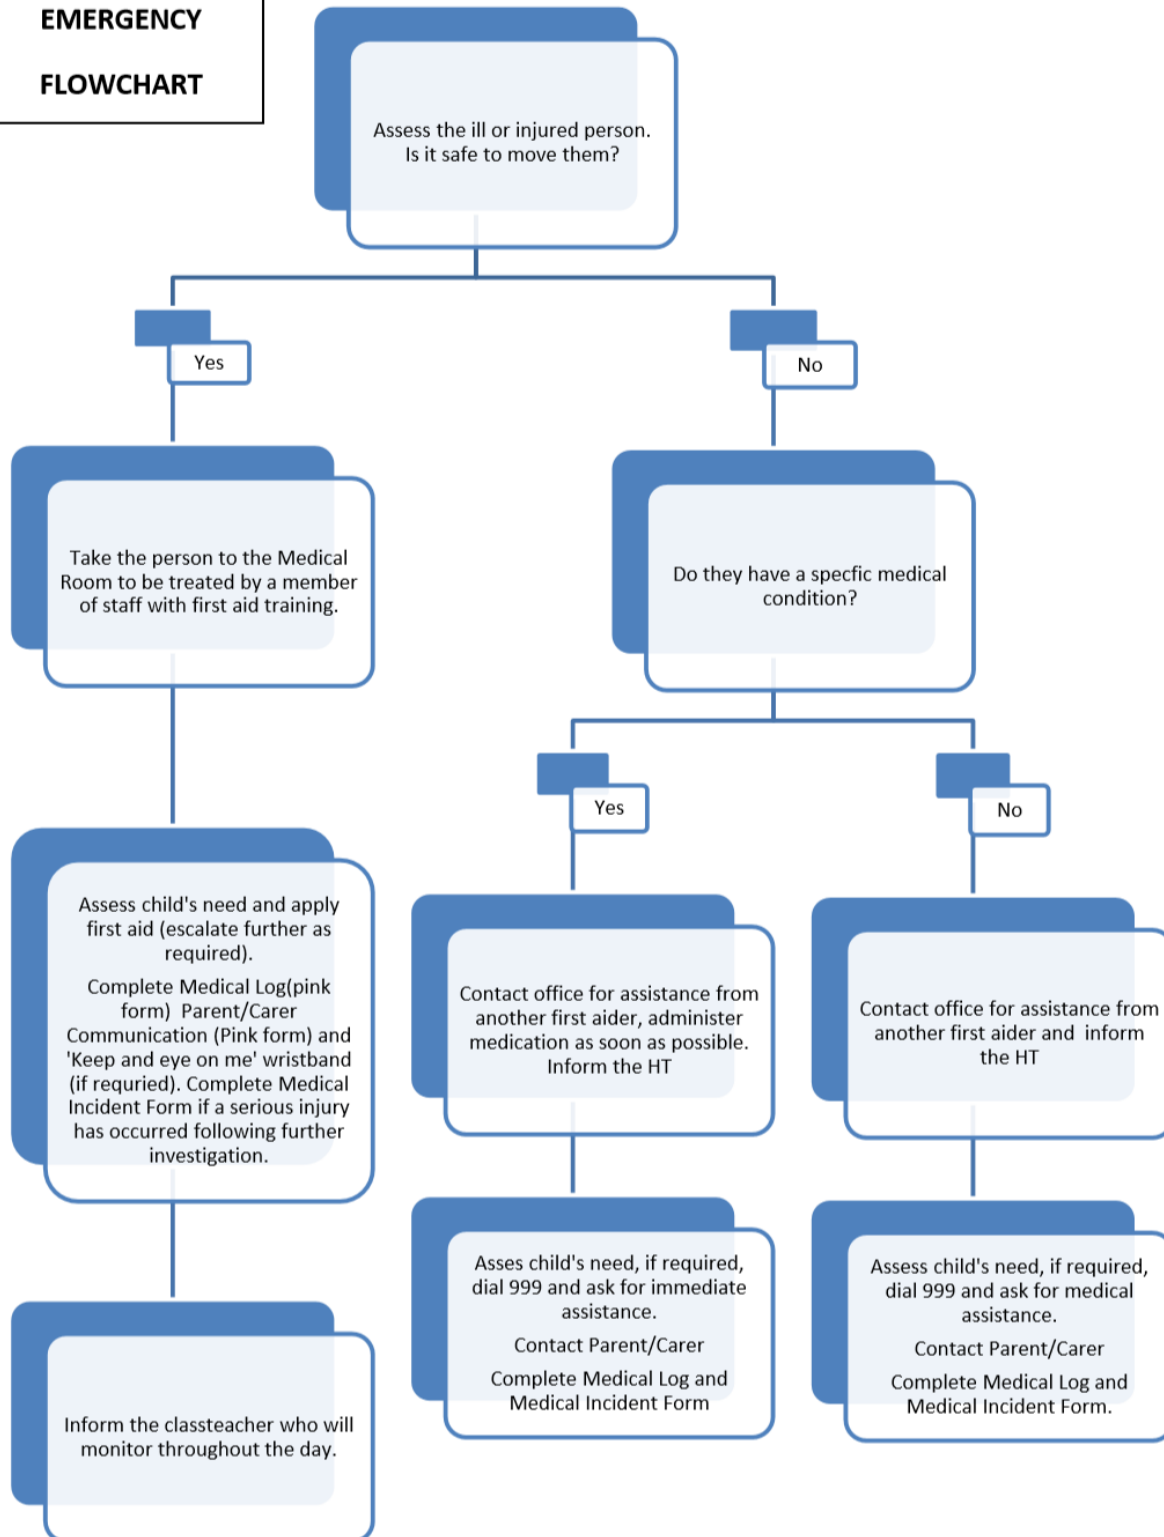 EMERGENCY
FLOWCHART
Assess the ill or injured person.
Is it safe to move them?
Yes
No
Take the person to the Medical
Room to be treated by a member
of staff with first aid training.
Do they have a specfic medical
condition?
Yes
No
Assess child's need and apply
first aid (escalate further as
required).
Complete Medical Log(pink
form)  Parent/Carer
Communication (Pink form) and
'Keep and eye on me' wristband
(if requried). Complete Medical
Incident Form if a serious injury
has occurred following further
investigation.
Contact office for assistance from
another first aider, administer
medication as soon as possible.
Inform the HT
Contact office for assistance from
another first aider and  inform
the HT
Asses child's need, if required,
dial 999 and ask for immediate
assistance.
Contact Parent/Carer
Complete Medical Log and
Medical Incident Form
Assess child's need, if required,
dial 999 and ask for medical
assistance.
Contact Parent/Carer
Complete Medical Log and
Medical Incident Form.
Inform the classteacher who will
monitor throughout the day.